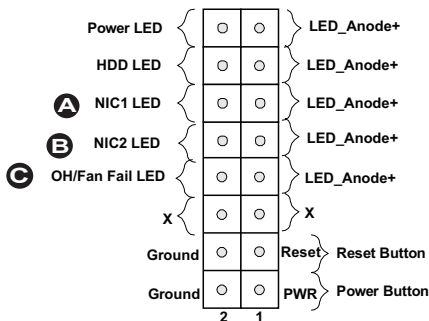 Power LED LED_Anode+
HDD LED LED_Anode+
A NIC1 LED LED_Anode+
B NIC2 LED LED_Anode+
C OH/Fan Fail LED LED_Anode+
X X
Ground Reset Reset Button
Ground PWR Power Button
2 1